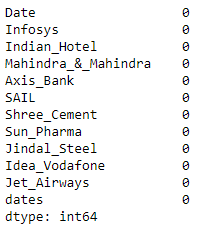 Date 0
Infosys 0
Indian_Hotel 0
Mahindra_&_Mahindra 0
Axis_Bank 0
SAIL 0
Shree_Cement 0
Sun_Pharma 0
Jindal_Steel 0
Idea_Vodafone 0
Jet_Airways 0
dates 0
dtype: int64